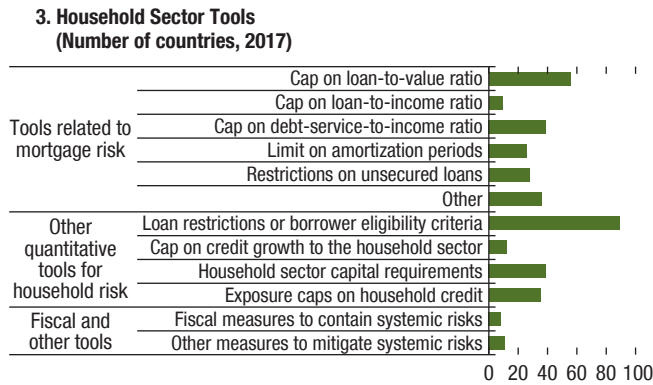 3. Household Sector Tools
(Number of countries, 2017)
Tools related to
mortgage risk
Cap on loan-to-value ratio
Cap on loan-to-income ratio
Cap on debt-service-to-income ratio
Limit on amortization periods
Restrictions on unsecured loans
Other
Other
quantitative
tools for
household risk
Loan restrictions or borrower eligibility criteria
Cap on credit growth to the household sector
Household sector capital requirements
Exposure caps on household credit
Fiscal and
other tools
Fiscal measures to contain systemic risks
Other measures to mitigate systemic risks
0 20 40 60 80 100